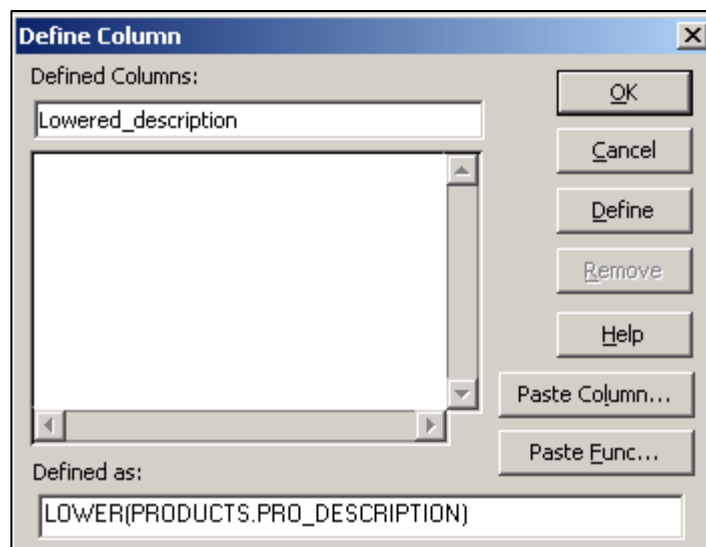 Define Column
Defined Columns:
Lowered_description
OK
Cancel
Define
Remove
Help
Paste Column...
Paste Func...
Defined as:
LOWER(PRODUCTS.PRO_DESCRIPTION)